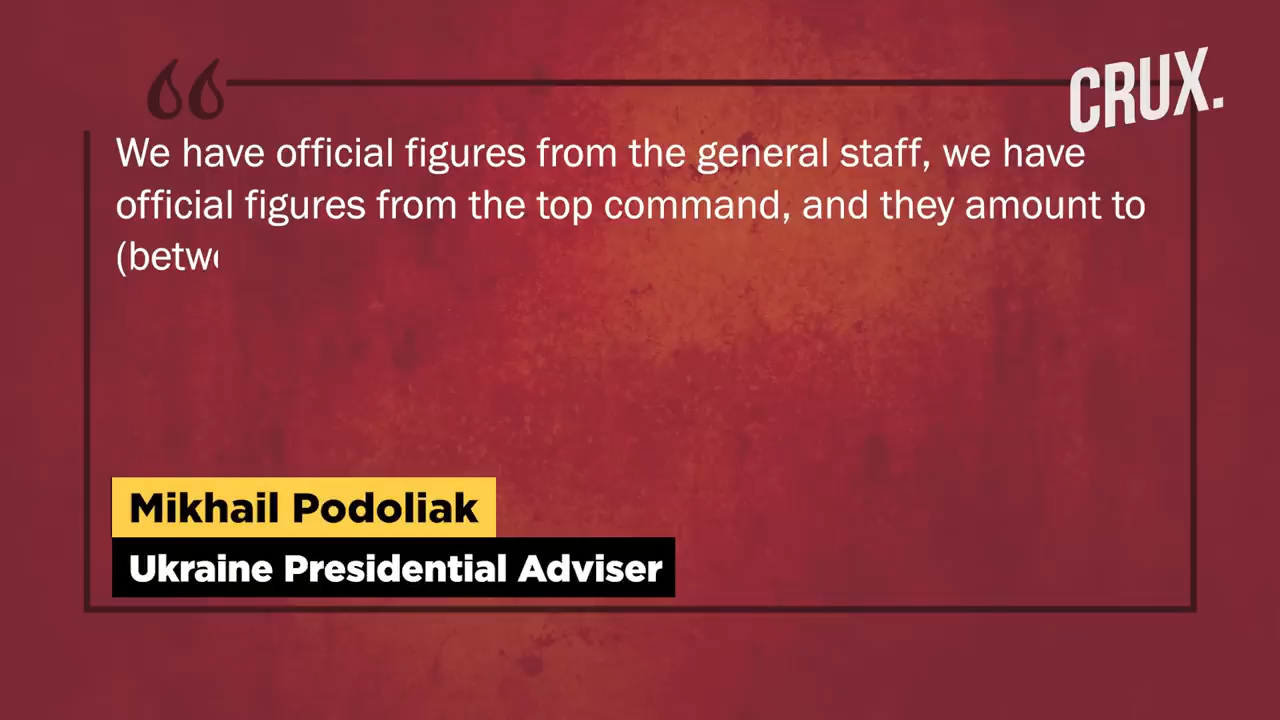 CRUX.
We have official figures from the general staff, we have
official figures from the top command, and they amount to
(betw
Mikhail Podoliak
Ukraine Presidential Adviser